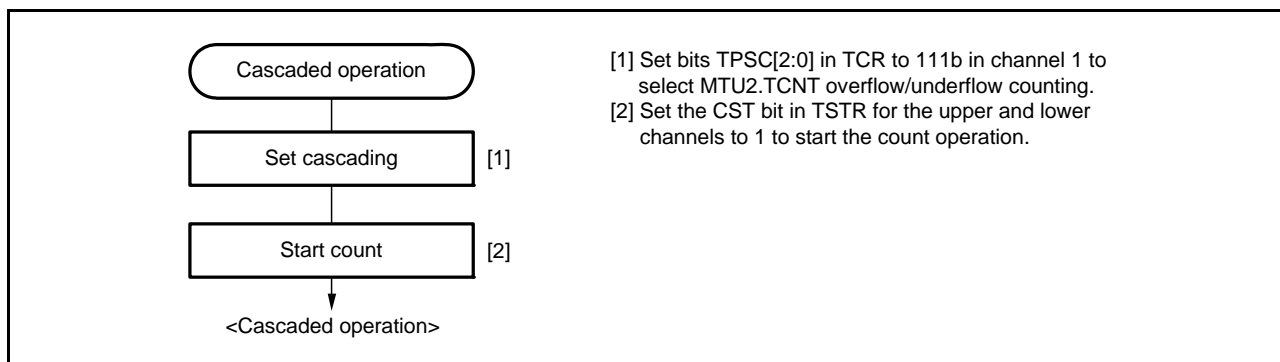 Cascaded operation
Set cascading [1]
Start count [2]
<Cascaded operation>
[1] Set bits TPSC[2:0] in TCR to 111b in channel 1 to
select MTU2.TCNT overflow/underflow counting.
[2] Set the CST bit in TSTR for the upper and lower
channels to 1 to start the count operation.